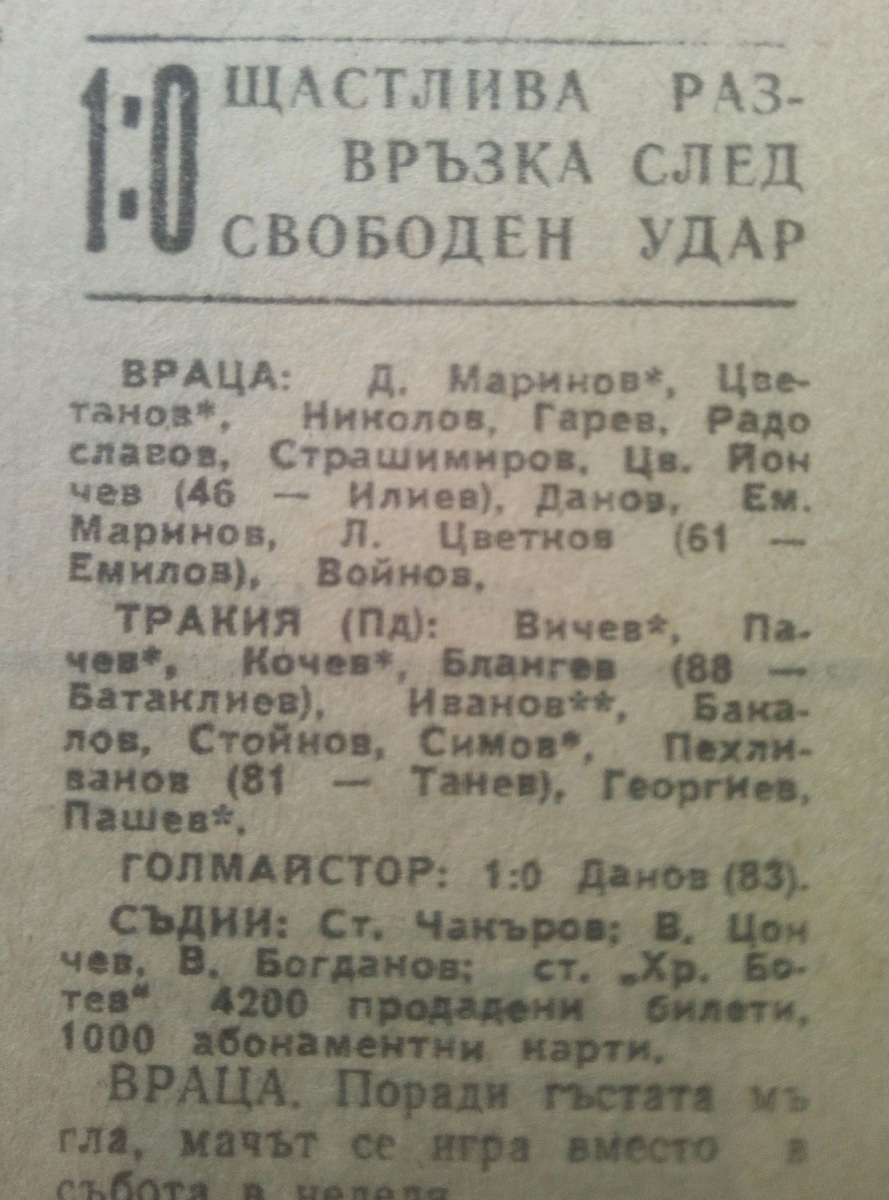 1:0
ЩАСТЛИВА РАЗ-
ВРЪЗКА СЛЕД
СВОБОДЕН УДАР
ВРАЦА: Д. Маринов*, Цве-
танов*, Николов, Гарев, Радо
славов, Страшимиров, Цв. Йон
чев (46 — Илиев), Данов, Ем.
Маринов, Л. Цветков (61 —
Емилов), Войнов.
ТРАКИЯ (Пд): Вичев*, Па-
чев*, Кочев*, Блангев (88 —
Батаклиев), Иванов**, Бака-
лов, Стойнов, Симов*, Пехли-
ванов (81 — Танев), Георгиев,
Пашев*.
ГОЛМАЙСТОР: 1:0 Данов (83).
СЪДИИ: Ст. Чакъров; В. Цон
чев, В. Богданов; ст. „Хр. Бо-
тев“ 4200 продадени билети,
1000 абонаментни карти.
ВРАЦА. Поради гъстата мъ
гла, мачът се игра вместо в
събота в неделя